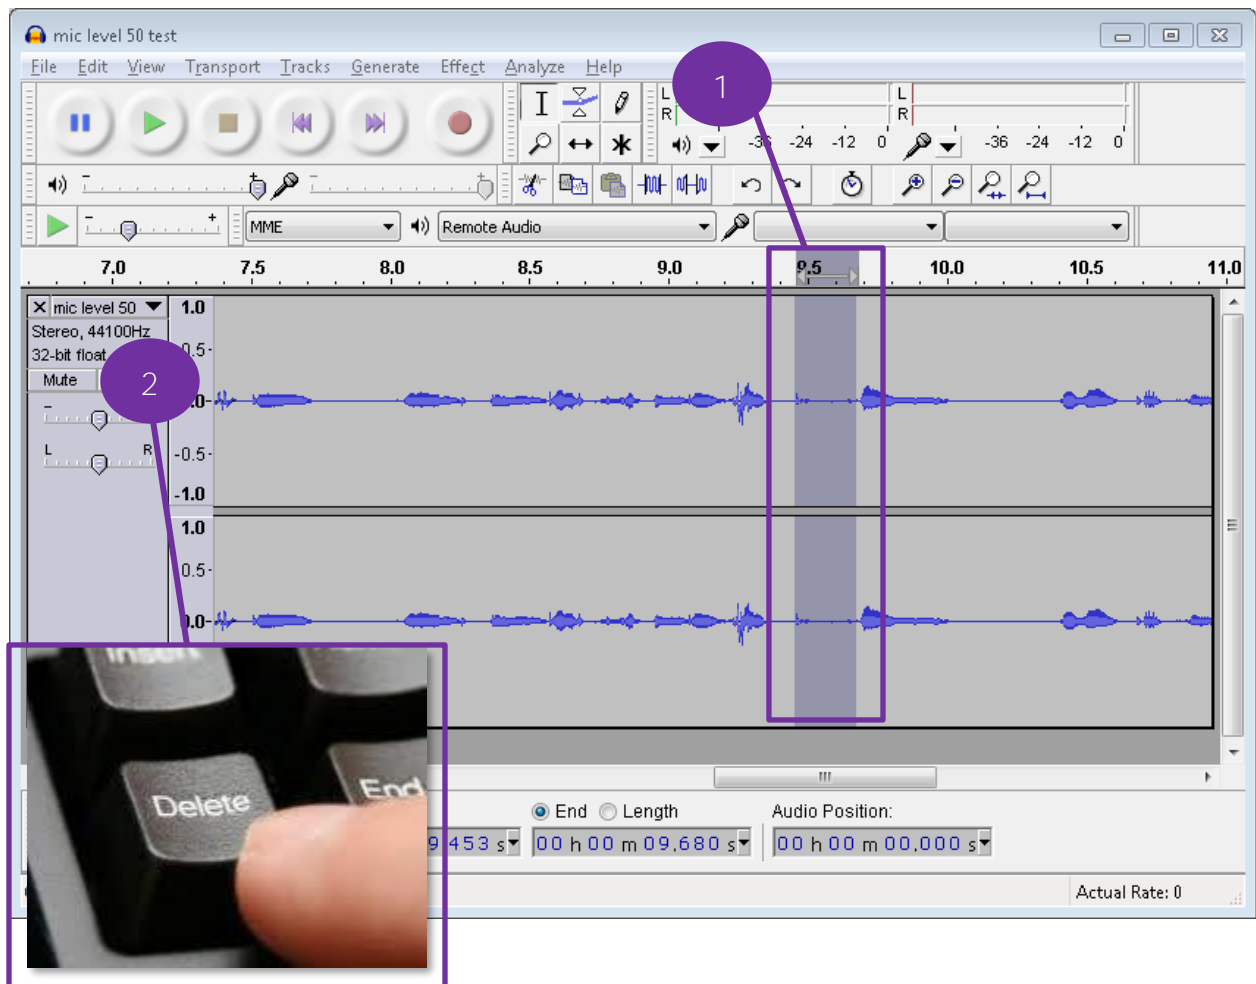 mic level 50 test
File Edit View Transport Tracks Generate Effect Analyze Help
1
L
R
-36 -24 -12 0
L
R
-36 -24 -12 0
- +
MME
Remote Audio
7.0 7.5 8.0 8.5 9.0 9.5 10.0 10.5 11.0
X mic level 50
Stereo, 44100Hz
32-bit float
Mute
2
L R
1.0
0.5-
0.0-
-0.5-
-1.0
1.0
0.5-
0.0-
Insert
Delete
End
End Length
Audio Position:
9.453 s
00 h 00 m 09.680 s
00 h 00 m 00.000 s
Actual Rate: 0